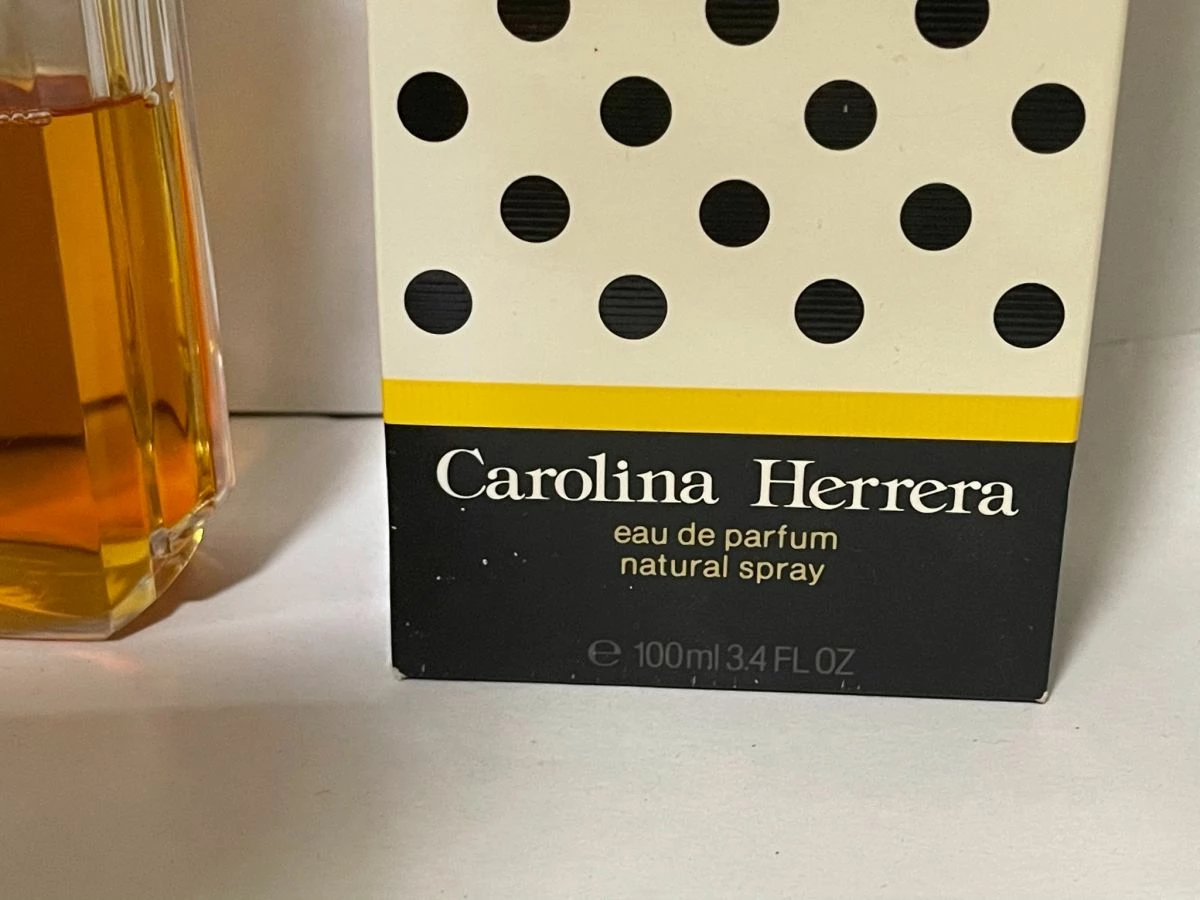 Carolina Herrera
eau de parfum
natural spray
℮ 100ml 3.4 FL OZ